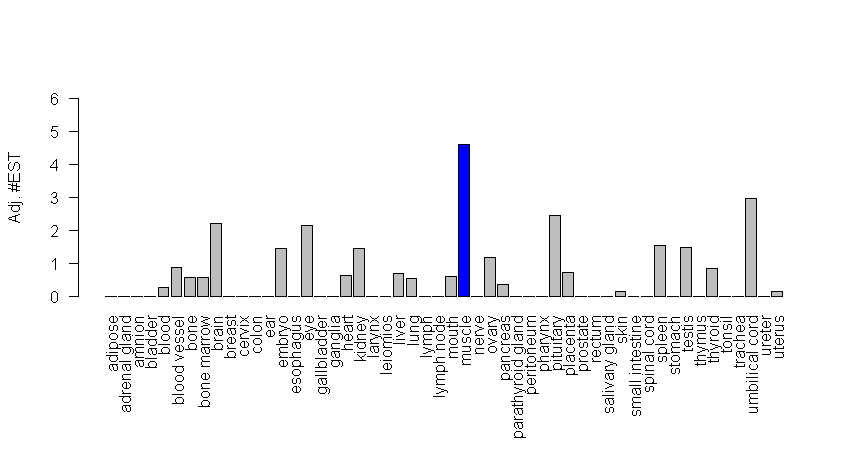 Adj. #EST
6
5
4
3
2
1
0
adipose
adrenal gland
amnion
bladder
blood
blood vessel
bone
bone marrow
brain
breast
cervix
colon
ear
embryo
esophagus
eye
gallbladder
ganglia
heart
kidney
larynx
leiomios
liver
lung
lymph
lymph node
mouth
muscle
nerve
ovary
pancreas
parathyroid gland
peritoneum
pharynx
pituitary
placenta
prostate
rectum
salivary gland
skin
small intestine
spinal cord
spleen
stomach
testis
thymus
thyroid
tonsil
trachea
umbilical cord
ureter
uterus